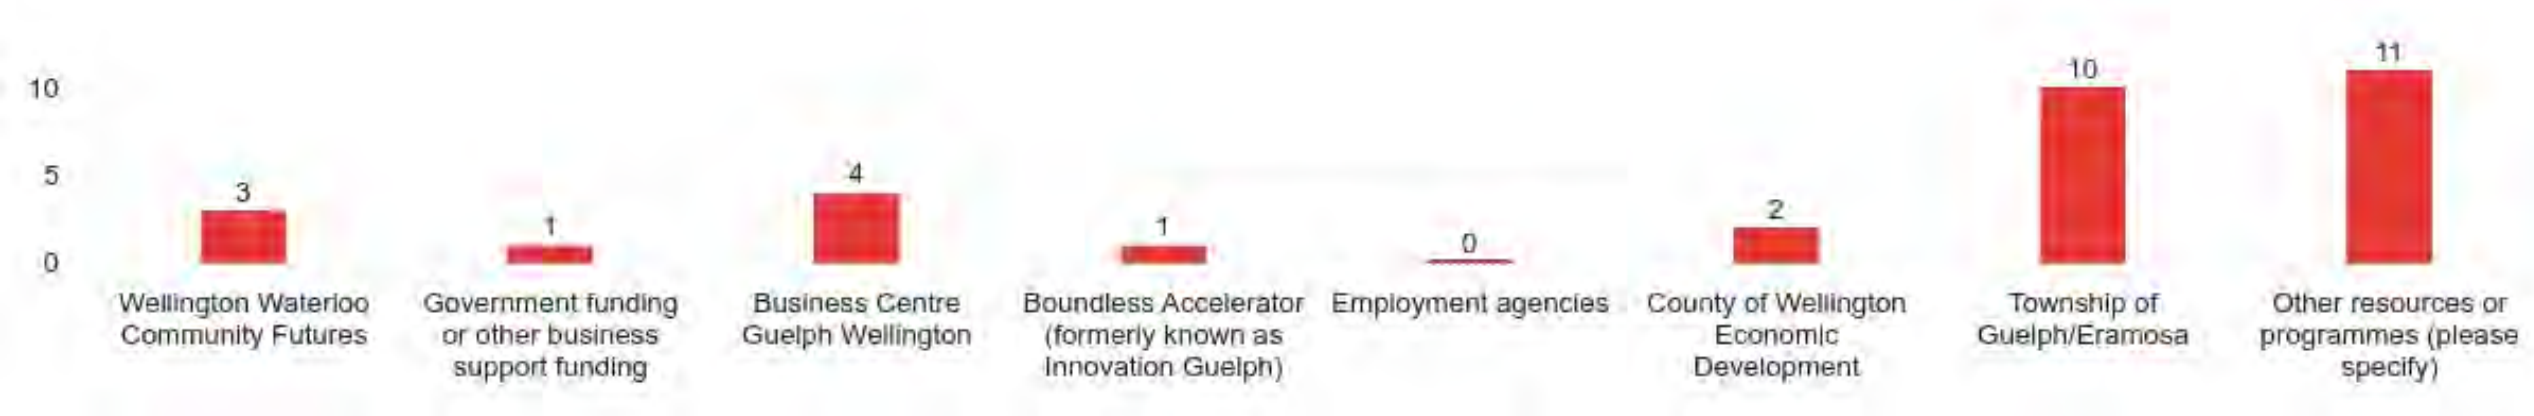 10
5
0
3
1
4
1
0
2
10
11
Wellington Waterloo
Community Futures
Government funding
or other business
support funding
Business Centre
Guelph Wellington
Boundless Accelerator
(formerly known as
Innovation Guelph)
Employment agencies
County of Wellington
Economic
Development
Township of
Guelph/Eramosa
Other resources or
programmes (please
specify)